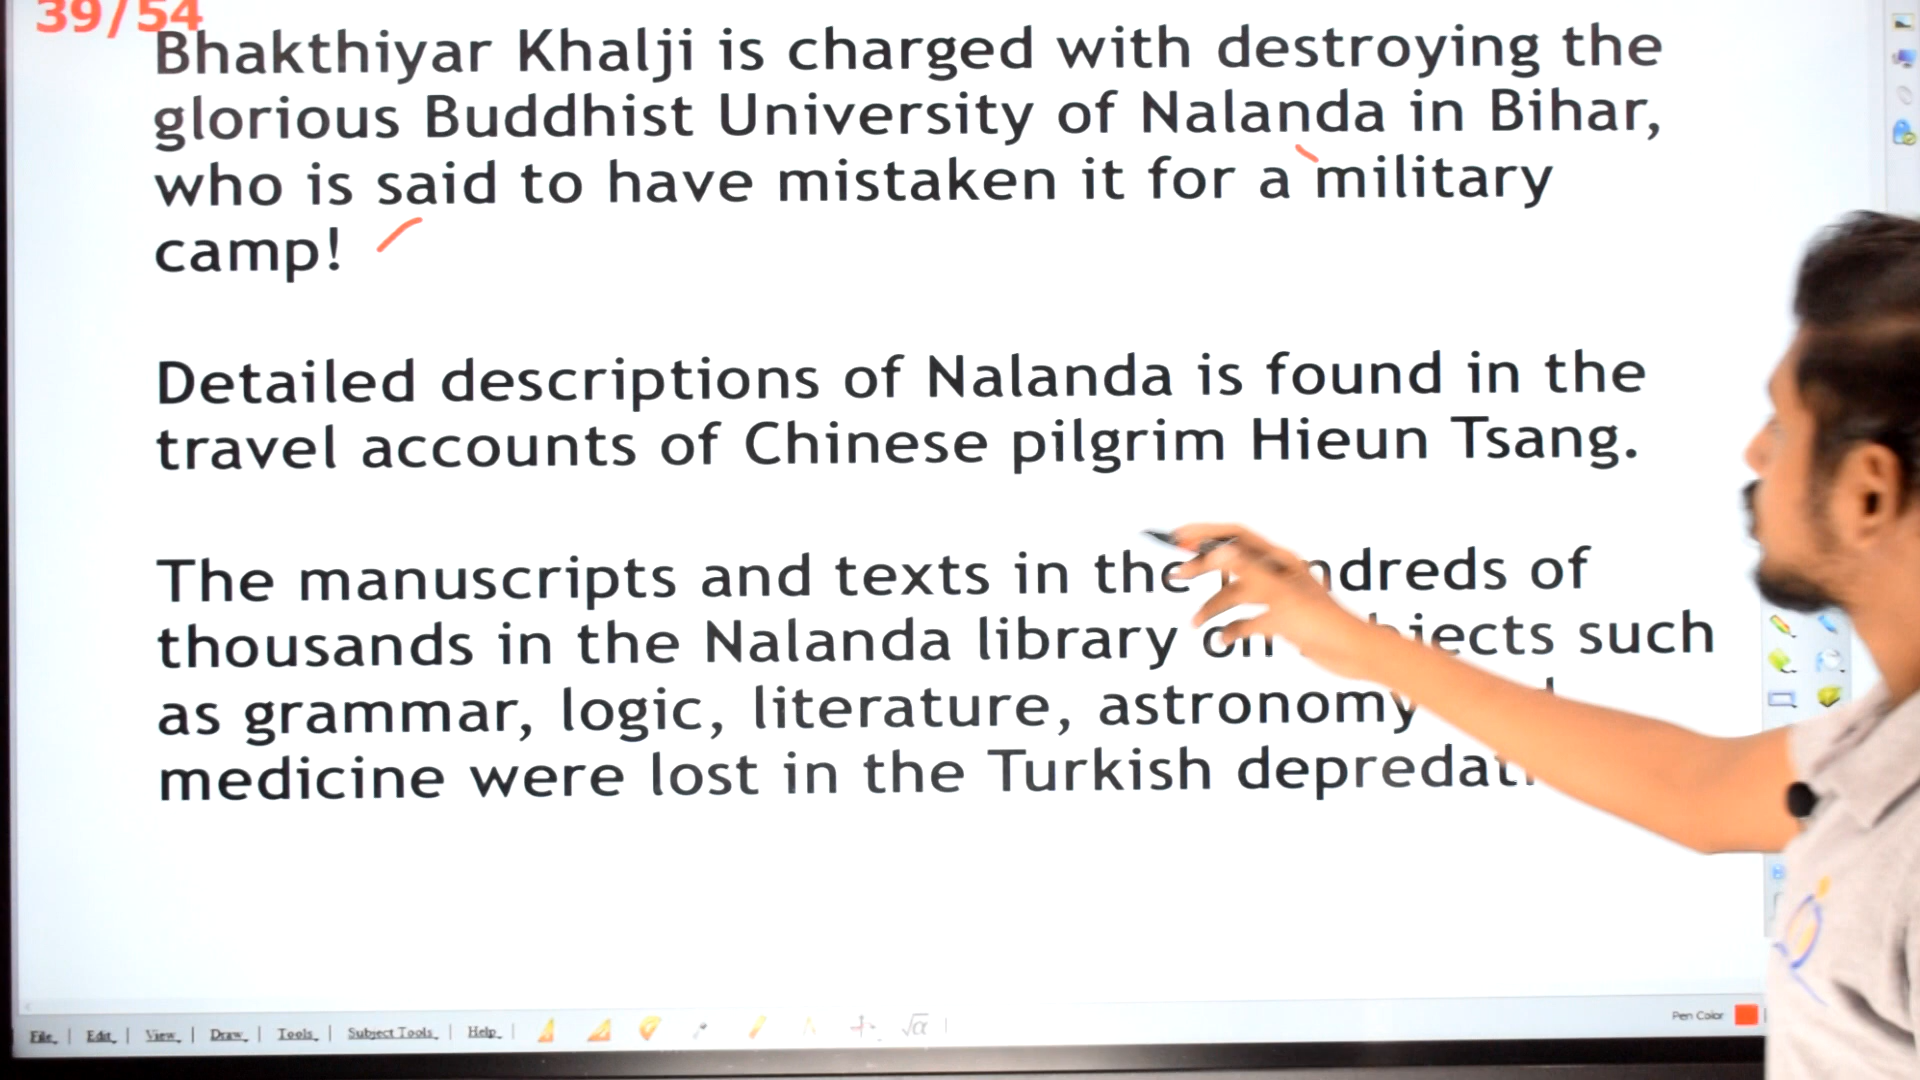 39/54
Bhakthiyar Khalji is charged with destroying the
glorious Buddhist University of Nalanda in Bihar,
who is said to have mistaken it for a military
camp!
Detailed descriptions of Nalanda is found in the
travel accounts of Chinese pilgrim Hieun Tsang.
The manuscripts and texts in the of
thousands in the Nalanda library on such
as grammar, logic, literature, astronomy
medicine were lost in the Turkish
File Edit View Draw Tools Subject Tools Help √α Pen Color